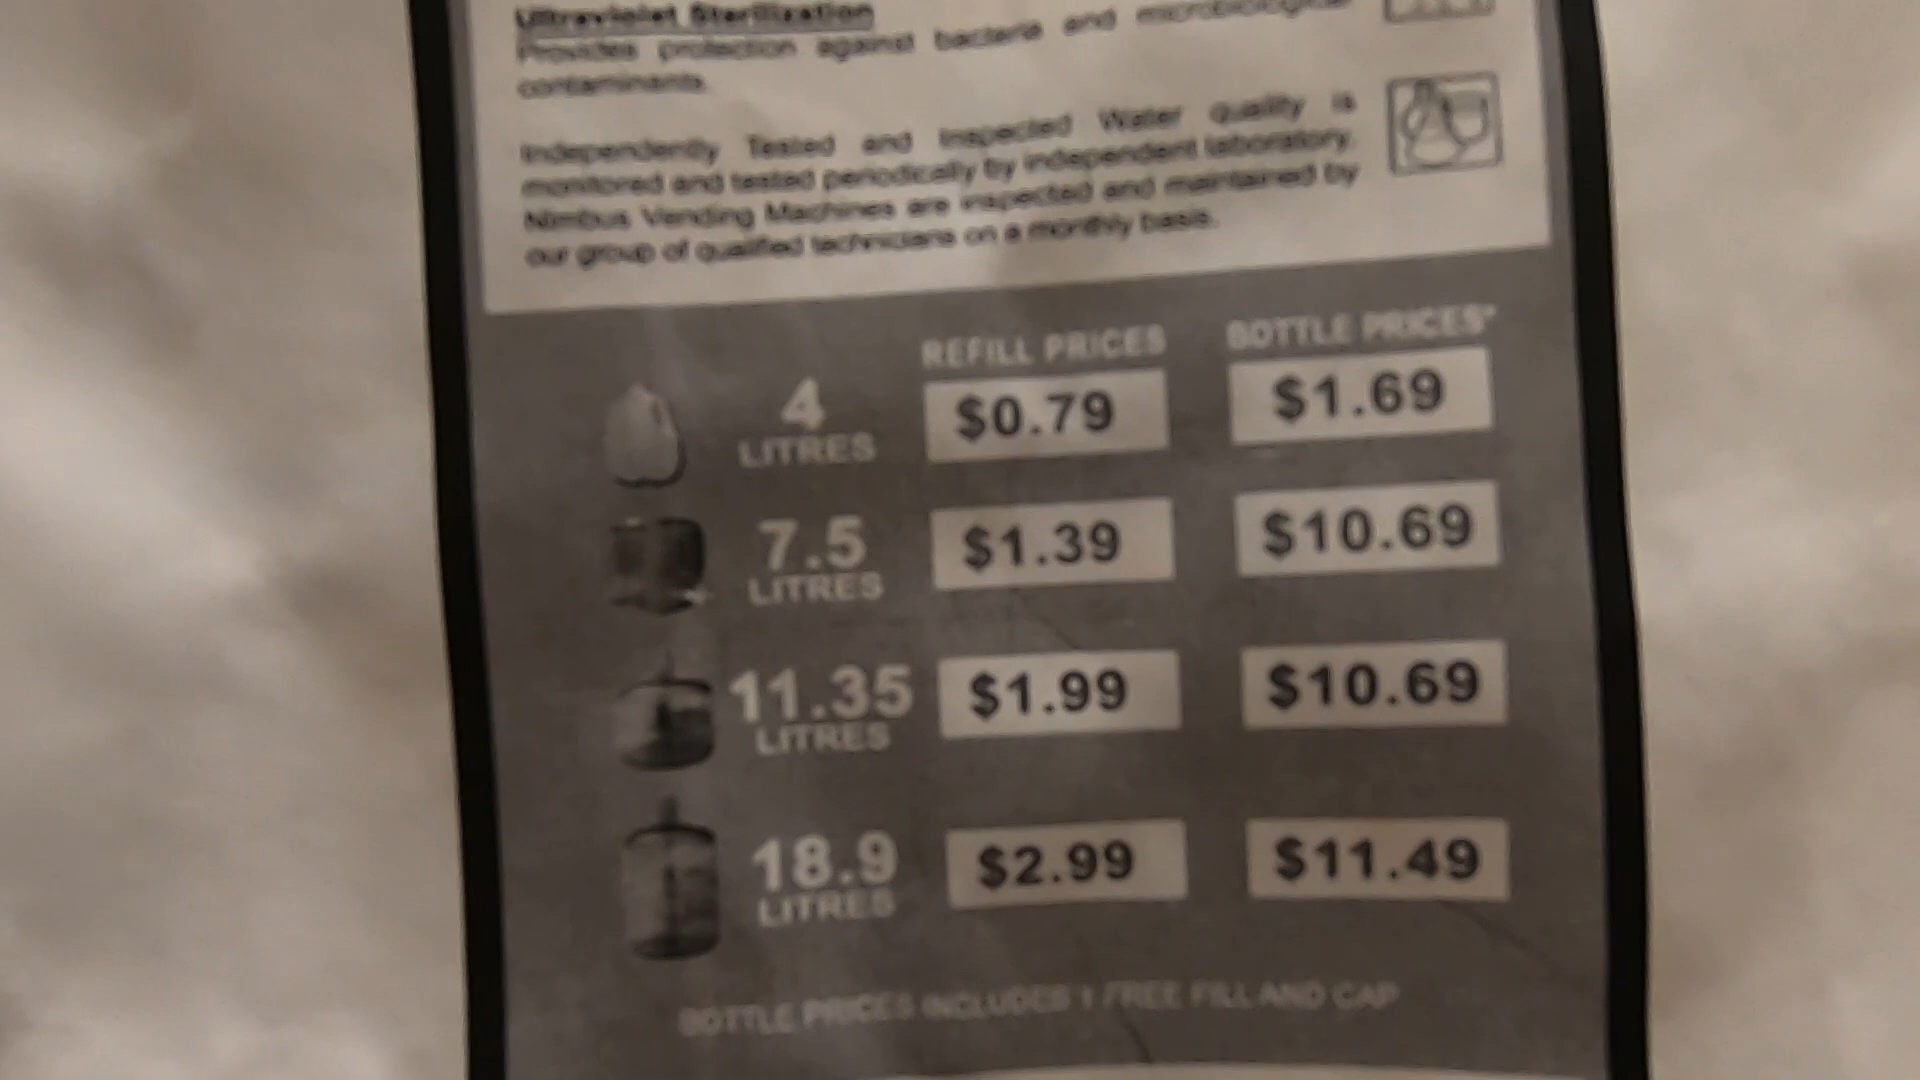 Ultraviolet Sterilization
Provides protection against bacteria and microbiological
contaminants.
Independently Tested and Inspected Water quality is
monitored and tested periodically by independent laboratory.
Nimbus Vending Machines are inspected and maintained by
our group of qualified technicians on a monthly basis.
REFILL PRICES BOTTLE PRICES*
4 LITRES $0.79 $1.69
7.5 LITRES $1.39 $10.69
11.35 LITRES $1.99 $10.69
18.9 LITRES $2.99 $11.49
BOTTLE PRICES INCLUDES 1 FREE FILL AND CAP